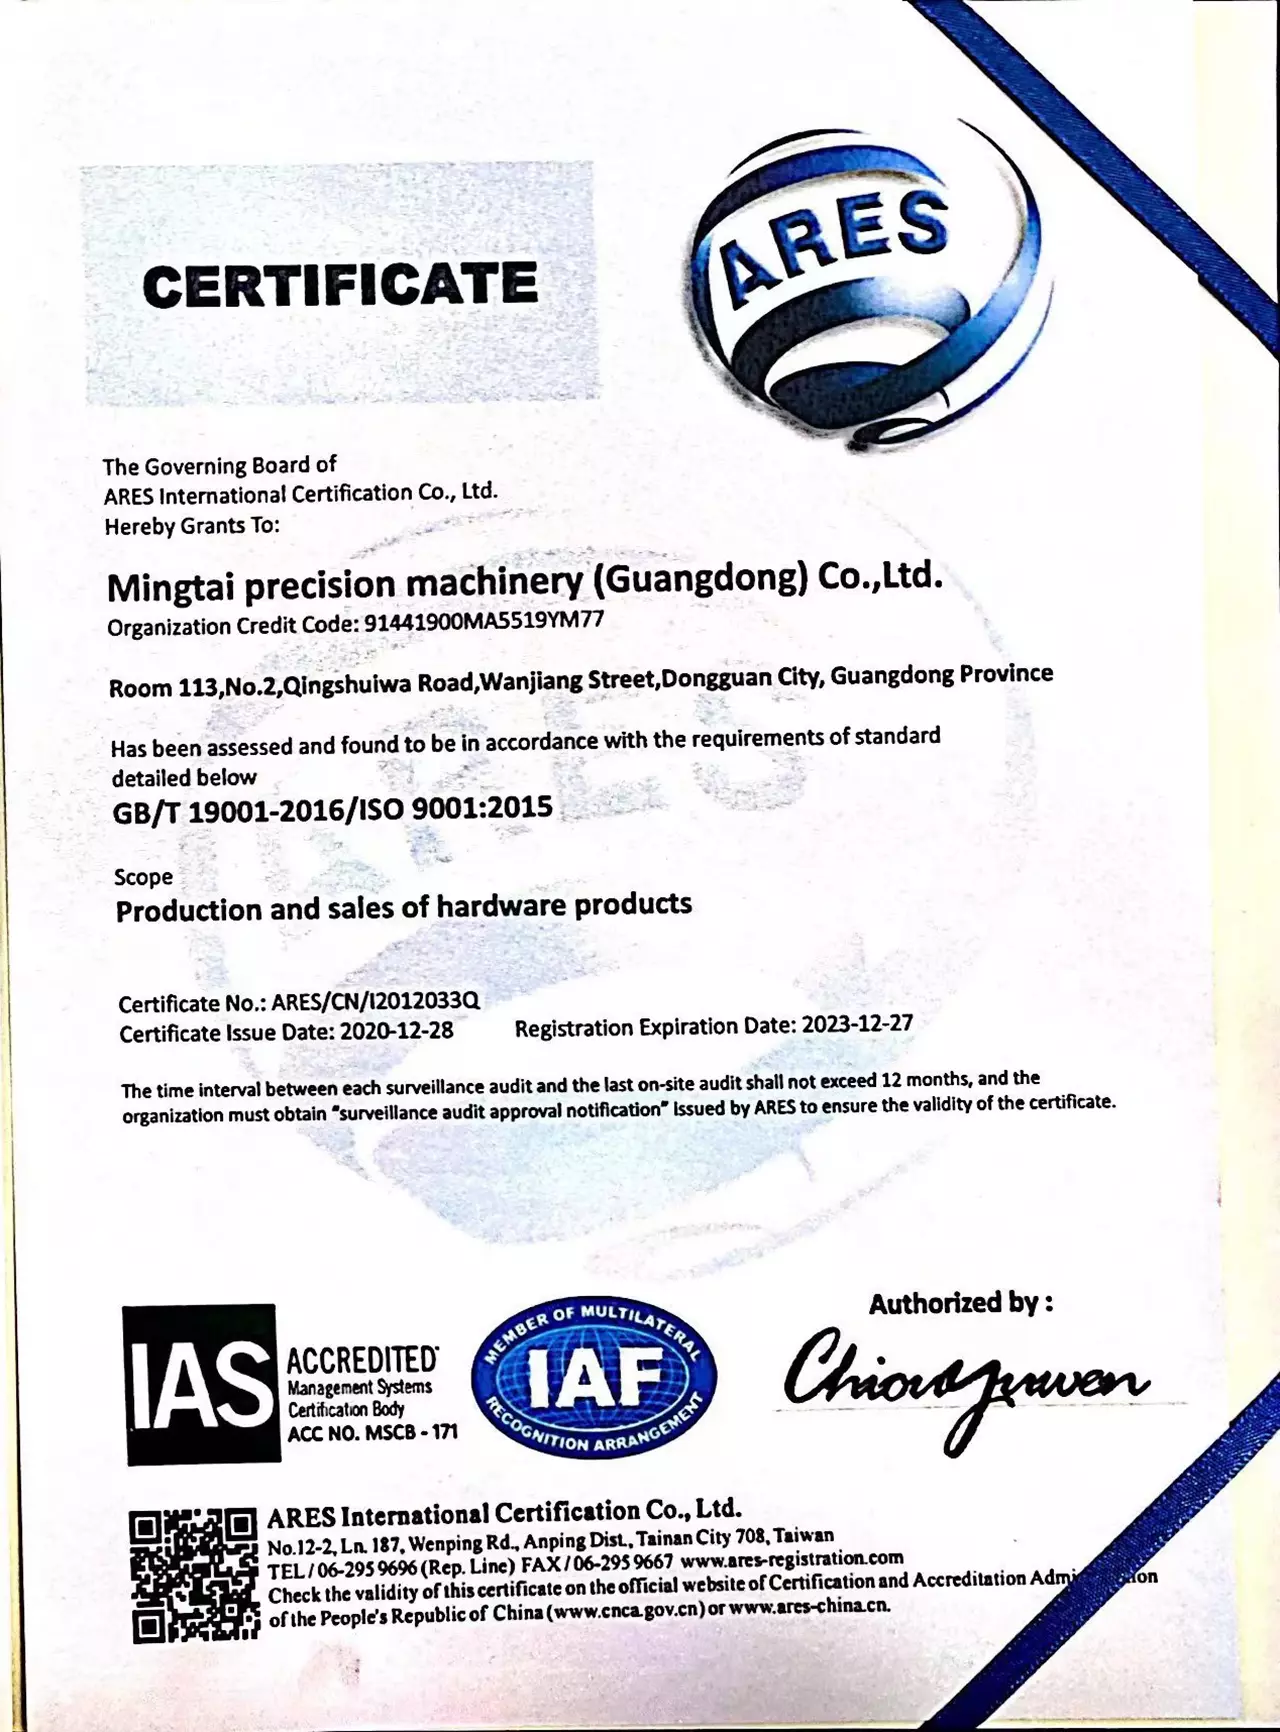 ARES
CERTIFICATE
The Governing Board of
ARES International Certification Co., Ltd.
Hereby Grants To:
Mingtai precision machinery (Guangdong) Co.,Ltd.
Organization Credit Code: 91441900MA5519YM77
Room 113,No.2,Qingshuiwa Road,Wanjiang Street,Dongguan City, Guangdong Province
Has been assessed and found to be in accordance with the requirements of standard
detailed below
GB/T 19001-2016/ISO 9001:2015
Scope
Production and sales of hardware products
Certificate No.: ARES/CN/I2012033Q
Certificate Issue Date: 2020-12-28 Registration Expiration Date: 2023-12-27
The time interval between each surveillance audit and the last on-site audit shall not exceed 12 months, and the
organization must obtain "surveillance audit approval notification" Issued by ARES to ensure the validity of the certificate.
Authorized by :
IAS
ACCREDITED
Management Systems
Certification Body
ACC NO. MSCB - 171
MEMBER OF MULTILATERAL
IAF
RECOGNITION ARRANGEMENT
ARES International Certification Co., Ltd.
No.12-2, Ln. 187, Wenping Rd., Anping Dist., Tainan City 708, Taiwan
TEL / 06-295 9696 (Rep. Line) FAX / 06-295 9667 www.ares-registration.com
Check the validity of this certificate on the official website of Certification and Accreditation
of the People's Republic of China (www.cnca.gov.cn) or www.ares-china.cn.